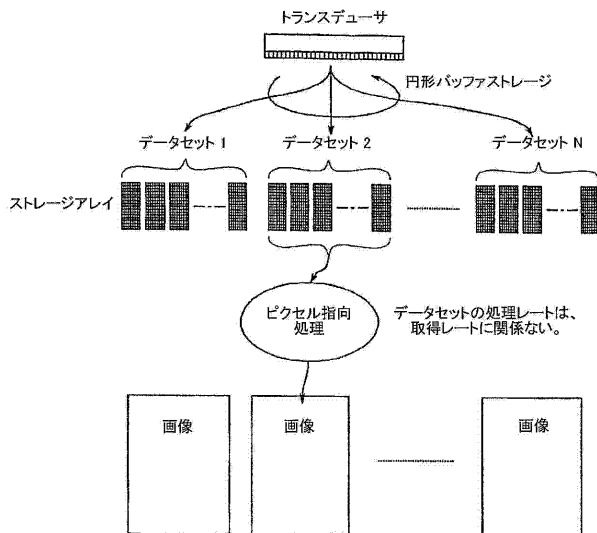 トランスデューサ
円形バッファストレージ
データセット 1
データセット 2
データセット N
ストレージアレイ
ピクセル指向
処理
データセットの処理レートは、
取得レートに関係ない。
画像
画像
画像